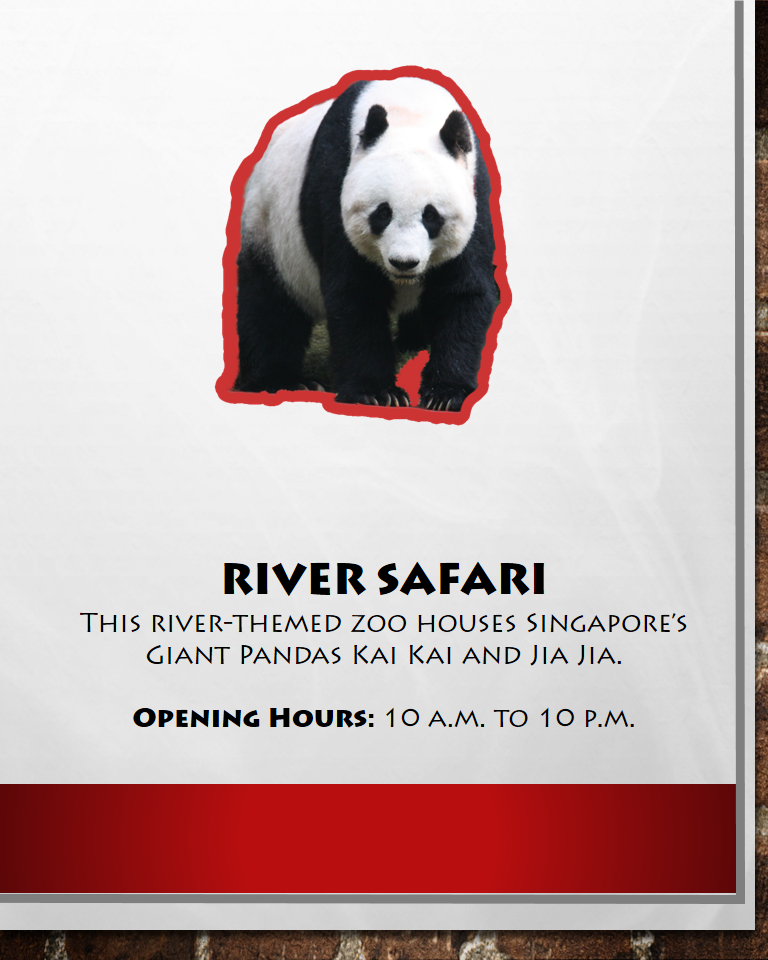 RIVER SAFARI
THIS RIVER-THEMED ZOO HOUSES SINGAPORE'S
GIANT PANDAS KAI KAI AND JIA JIA.
OPENING HOURS: 10 A.M. TO 10 P.M.